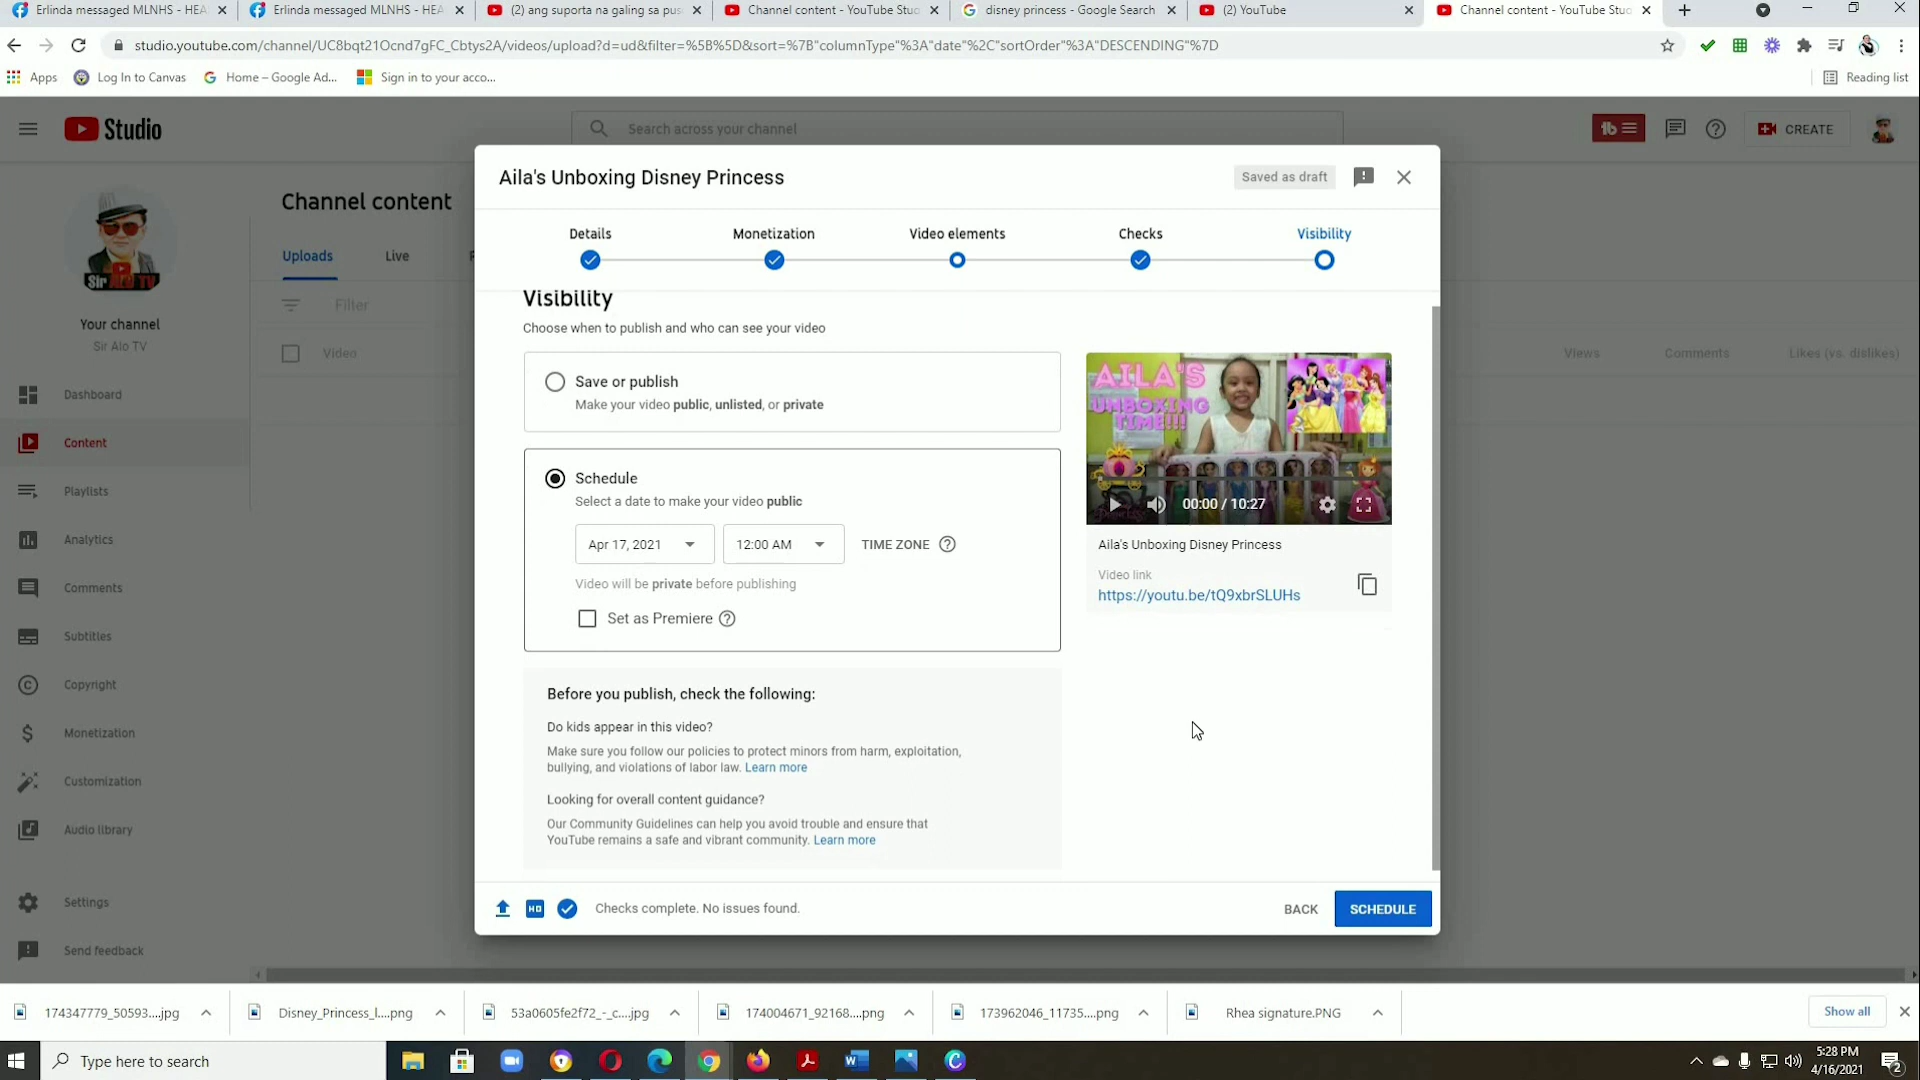 Erlinda messaged MLNHS - HEA
Erlinda messaged MLNHS - HEA
(2) ang suporta na galing sa pus
Channel content - YouTube Stud
disney princess - Google Search
(2) YouTube
Channel content - YouTube Stud
studio.youtube.com/channel/UC8bqt21Ocnd7gFC_Cbtys2A/videos/upload?d=ud&filter=%5B%5D&sort=%7B"columnType"%3A"date"%2C"sortOrder"%3A"DESCENDING"%7D
Apps
Log In to Canvas
Home – Google Ad...
Sign in to your acco...
Reading list
Studio
Search across your channel
CREATE
Channel content
Uploads
Live
Filter
Video
Views
Comments
Likes (vs. dislikes)
Sir Alo TV
Your channel
Sir Alo TV
Dashboard
Content
Playlists
Analytics
Comments
Subtitles
Copyright
Monetization
Customization
Audio library
Settings
Send feedback
Aila's Unboxing Disney Princess
Saved as draft
Details
Monetization
Video elements
Checks
Visibility
Visibility
Choose when to publish and who can see your video
Save or publish
Make your video public, unlisted, or private
Schedule
Select a date to make your video public
Apr 17, 2021
12:00 AM
TIME ZONE
Video will be private before publishing
Set as Premiere
Before you publish, check the following:
Do kids appear in this video?
Make sure you follow our policies to protect minors from harm, exploitation,
bullying, and violations of labor law. Learn more
Looking for overall content guidance?
Our Community Guidelines can help you avoid trouble and ensure that
YouTube remains a safe and vibrant community. Learn more
AILA'S
UNBOXING
TIME!!!
00:00 / 10:27
Aila's Unboxing Disney Princess
Video link
https://youtu.be/tQ9xbrSLUHs
HD
Checks complete. No issues found.
BACK
SCHEDULE
174347779_50593....jpg
Disney_Princess_l....png
53a0605fe2f72_-_c....jpg
174004671_92168....png
173962046_11735....png
Rhea signature.PNG
Show all
Type here to search
5:28 PM
4/16/2021
2